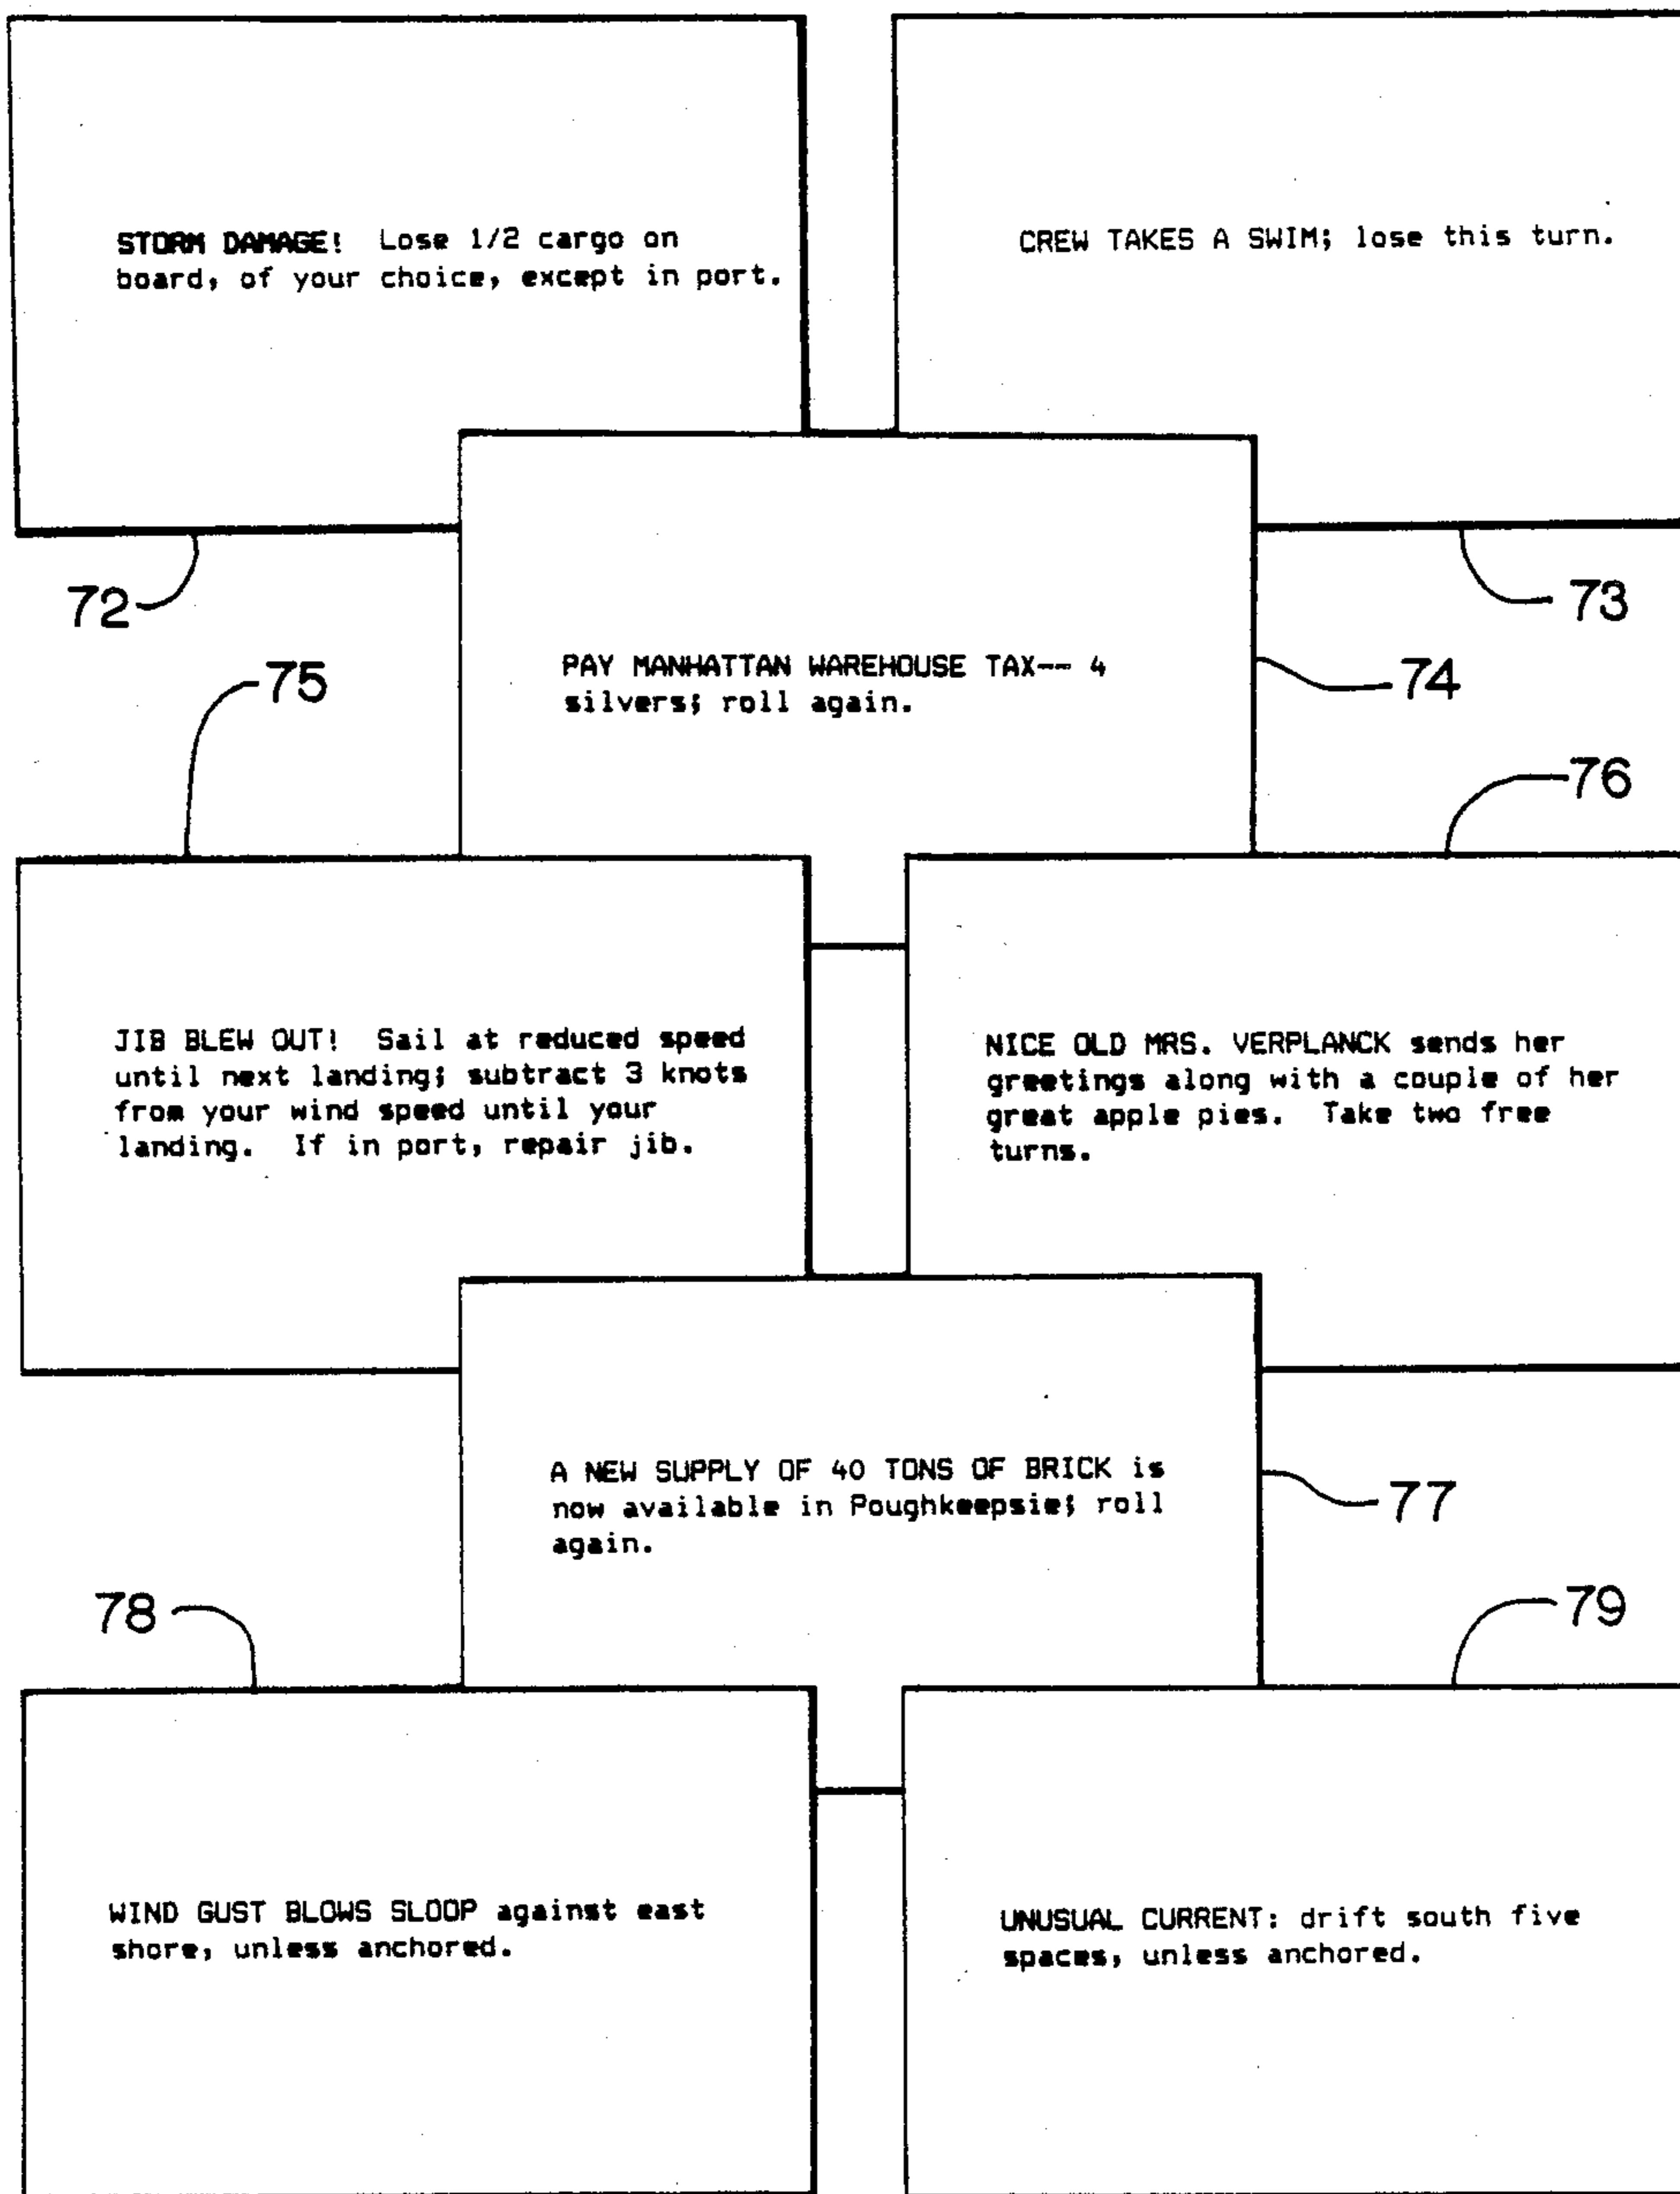 STORM DAMAGE! Lose 1/2 cargo on
board, of your choice, except in port.
CREW TAKES A SWIM; lose this turn.
72
73
PAY MANHATTAN WAREHOUSE TAX-- 4
silvers; roll again.
74
75
76
JIB BLEW OUT! Sail at reduced speed
until next landing; subtract 3 knots
from your wind speed until your
landing. If in port, repair jib.
NICE OLD MRS. VERPLANCK sends her
greetings along with a couple of her
great apple pies. Take two free
turns.
A NEW SUPPLY OF 40 TONS OF BRICK is
now available in Poughkeepsie; roll
again.
77
78
79
WIND GUST BLOWS SLOOP against east
shore, unless anchored.
UNUSUAL CURRENT: drift south five
spaces, unless anchored.